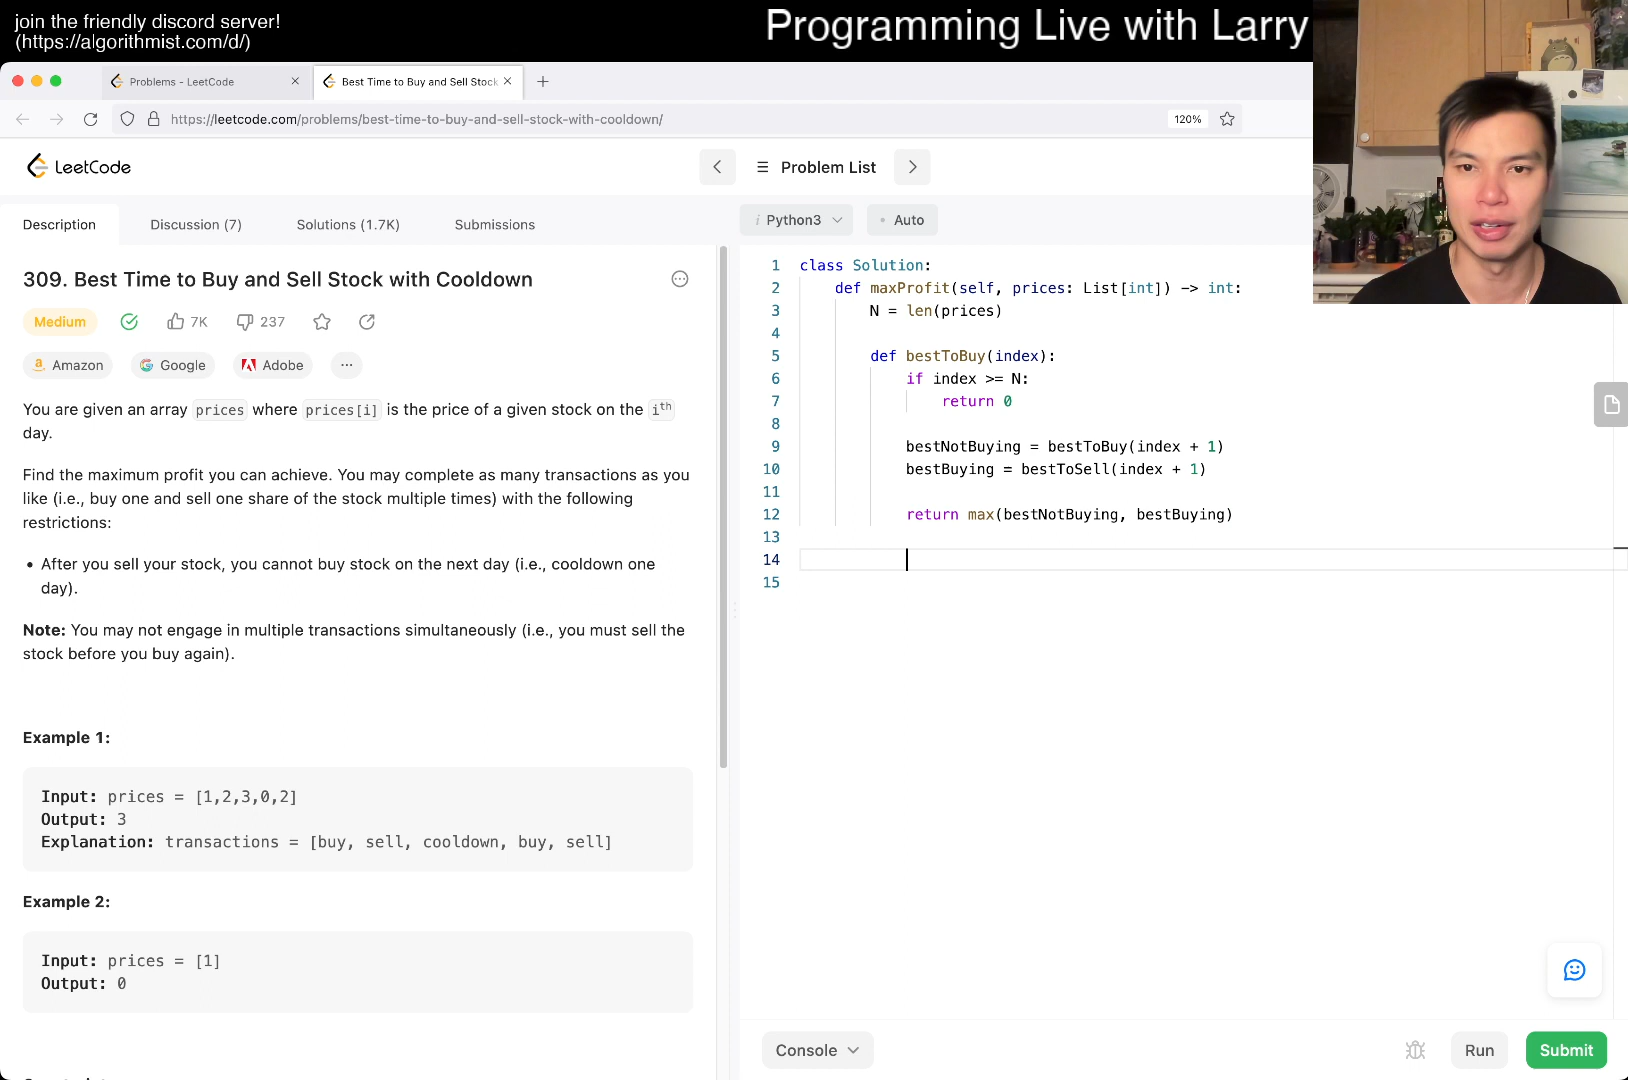 join the friendly discord server!
(https://algorithmist.com/d/)
Programming Live with Larry
Problems - LeetCode
Best Time to Buy and Sell Stock
https://leetcode.com/problems/best-time-to-buy-and-sell-stock-with-cooldown/
120%
LeetCode
Problem List
Description
Discussion (7)
Solutions (1.7K)
Submissions
i Python3
Auto
309. Best Time to Buy and Sell Stock with Cooldown
Medium
7K
237
Amazon
Google
Adobe
You are given an array prices where prices[i] is the price of a given stock on the ith
day.
Find the maximum profit you can achieve. You may complete as many transactions as you
like (i.e., buy one and sell one share of the stock multiple times) with the following
restrictions:
• After you sell your stock, you cannot buy stock on the next day (i.e., cooldown one
day).
Note: You may not engage in multiple transactions simultaneously (i.e., you must sell the
stock before you buy again).
Example 1:
Input: prices = [1,2,3,0,2]
Output: 3
Explanation: transactions = [buy, sell, cooldown, buy, sell]
Example 2:
Input: prices = [1]
Output: 0
1 class Solution:
2 def maxProfit(self, prices: List[int]) -> int:
3 N = len(prices)
4
5 def bestToBuy(index):
6 if index >= N:
7 return 0
8
9 bestNotBuying = bestToBuy(index + 1)
10 bestBuying = bestToSell(index + 1)
11
12 return max(bestNotBuying, bestBuying)
13
14
15
Console
Run
Submit